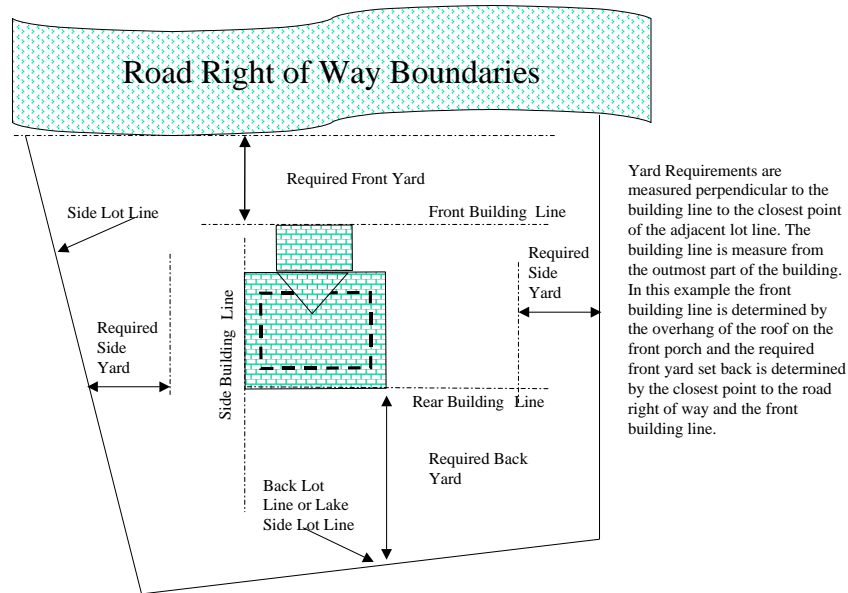 Road Right of Way Boundaries
Required Front Yard
Side Lot Line
Front Building Line
Required
Side
Yard
Required
Side
Yard
Side Building Line
Rear Building Line
Required Back
Yard
Back Lot
Line or Lake
Side Lot Line
Yard Requirements are
measured perpendicular to the
building line to the closest point
of the adjacent lot line. The
building line is measure from
the outmost part of the building.
In this example the front
building line is determined by
the overhang of the roof on the
front porch and the required
front yard set back is determined
by the closest point to the road
right of way and the front
building line.